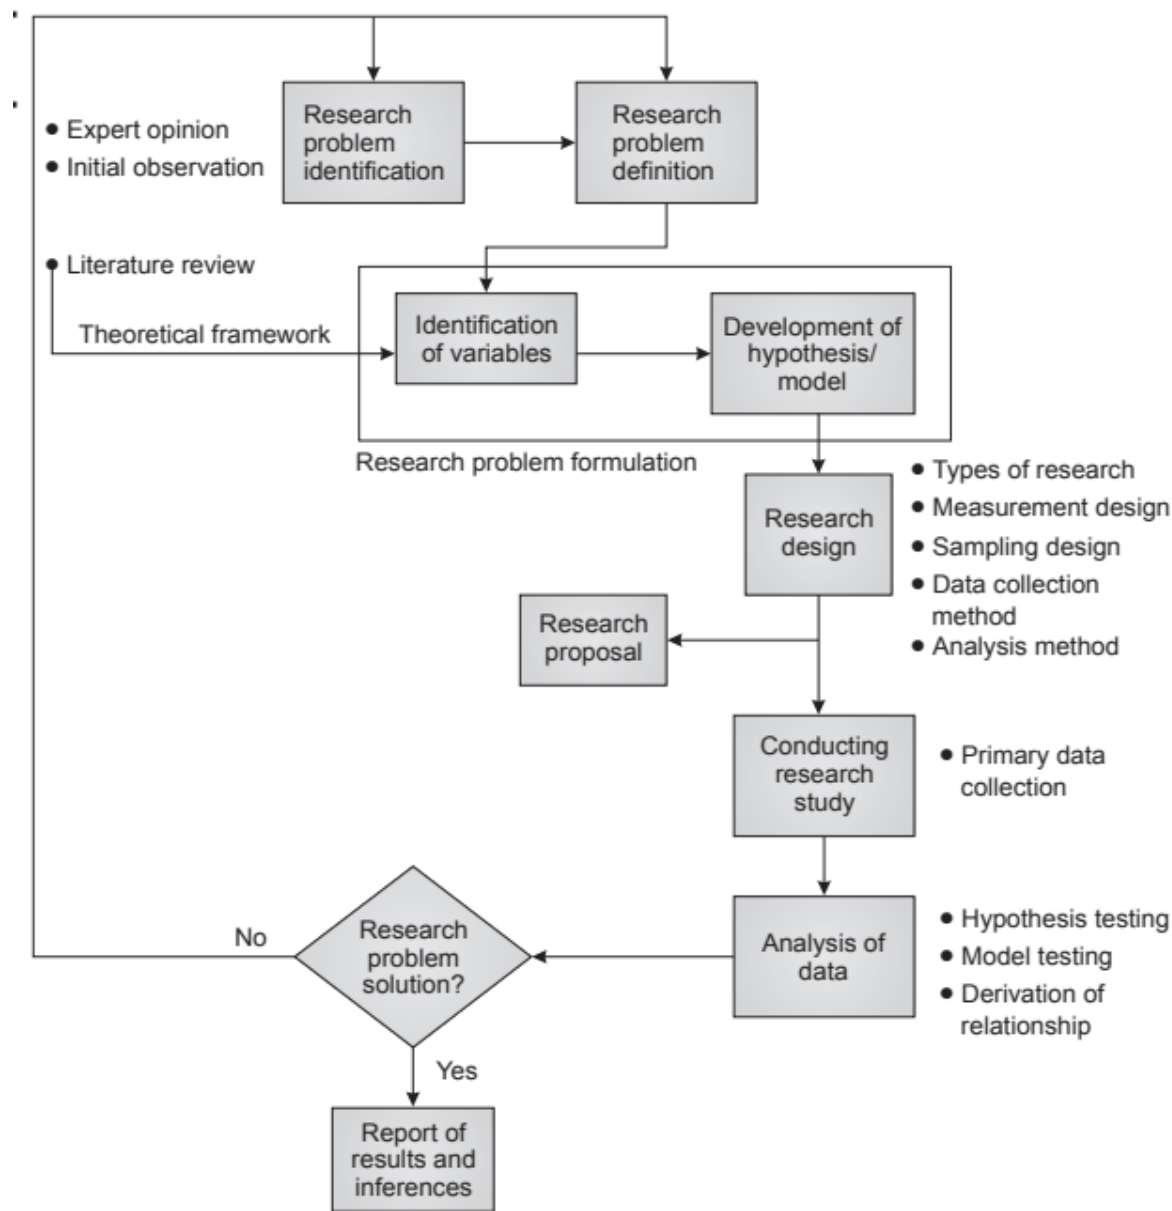 Research
problem
identification
Research
problem
definition
● Expert opinion
● Initial observation
● Literature review
Theoretical framework
Identification
of variables
Development of
hypothesis/
model
Research problem formulation
Research
design
● Types of research
● Measurement design
● Sampling design
● Data collection
method
● Analysis method
Research
proposal
Conducting
research
study
● Primary data
collection
Analysis of
data
● Hypothesis testing
● Model testing
● Derivation of
relationship
Research
problem
solution?
No
Yes
Report of
results and
inferences